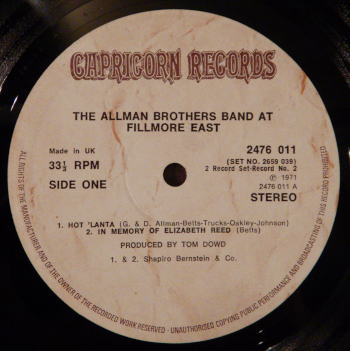 CAPRICORN RECORDS
THE ALLMAN BROTHERS BAND AT
FILLMORE EAST
Made in UK
33⅓ RPM
SIDE ONE
2476 011
(SET NO. 2659 039)
2 Record Set-Record No. 2
℗ 1971
2476 011 A
STEREO
1. HOT 'LANTA (G. & D. Allman-Betts-Trucks-Oakley-Johnson)
2. IN MEMORY OF ELIZABETH REED (Betts)
PRODUCED BY TOM DOWD
1. & 2. Shapiro Bernstein & Co.
ALL RIGHTS OF THE MANUFACTURER AND OF THE OWNER OF THE RECORDED WORK RESERVED - UNAUTHORISED COPYING PUBLIC PERFORMANCE AND BROADCASTING OF THIS RECORD PROHIBITED